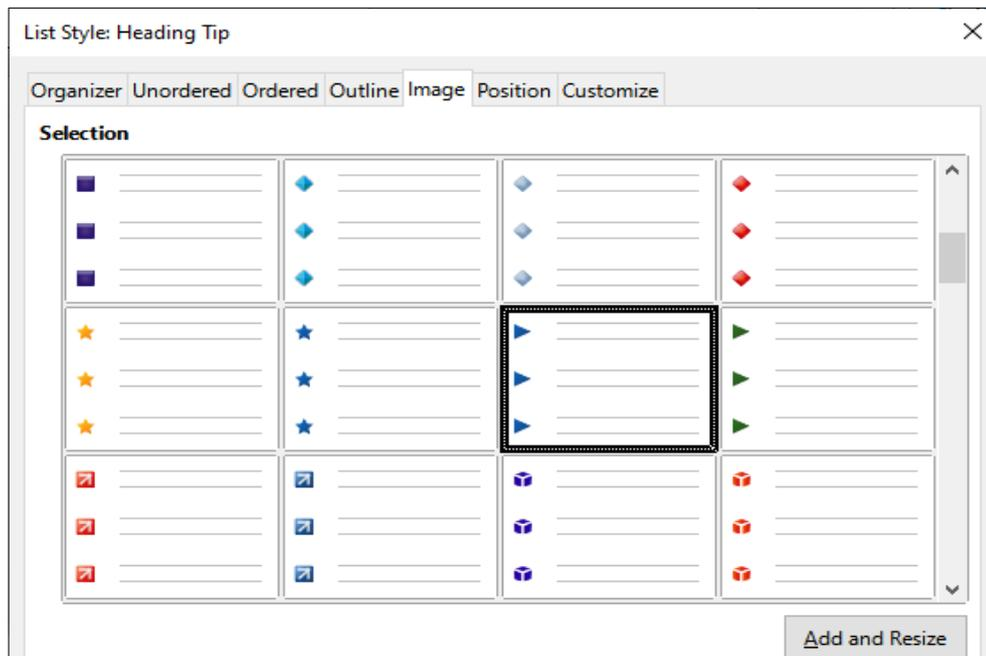 List Style: Heading Tip
Organizer Unordered Ordered Outline Image Position Customize
Selection
Add and Resize